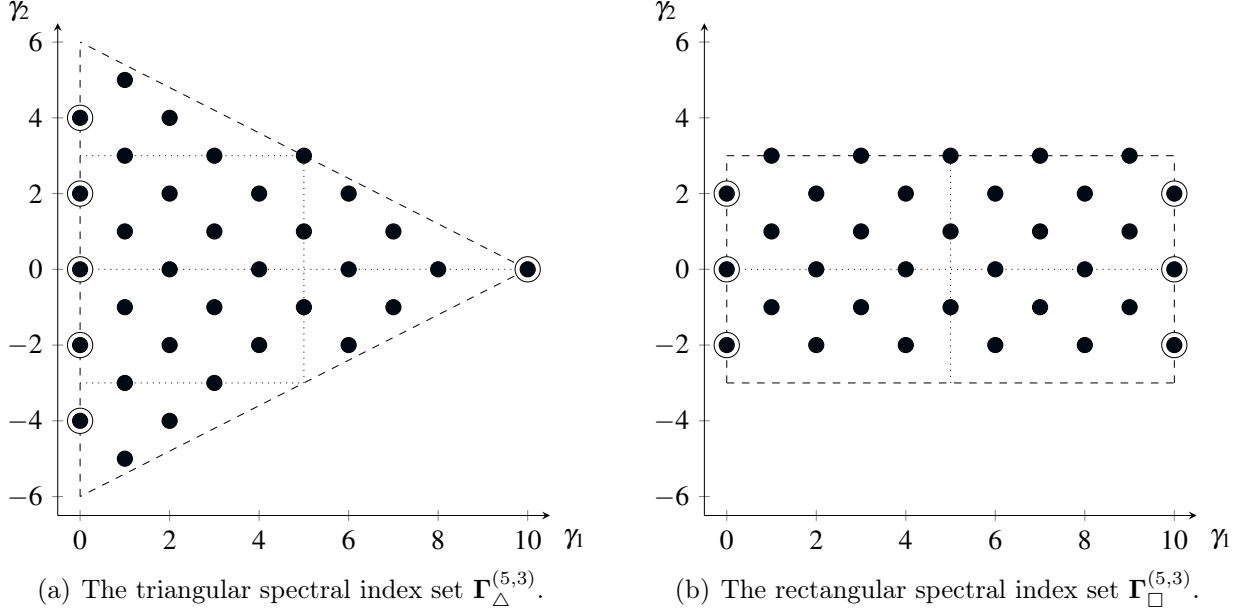 γ₂
6
4
2
0
−2
−4
−6
0 2 4 6 8 10 γ₁
(a) The triangular spectral index set Γ△^(5,3).
γ₂
6
4
2
0
−2
−4
−6
0 2 4 6 8 10 γ₁
(b) The rectangular spectral index set Γ□^(5,3).